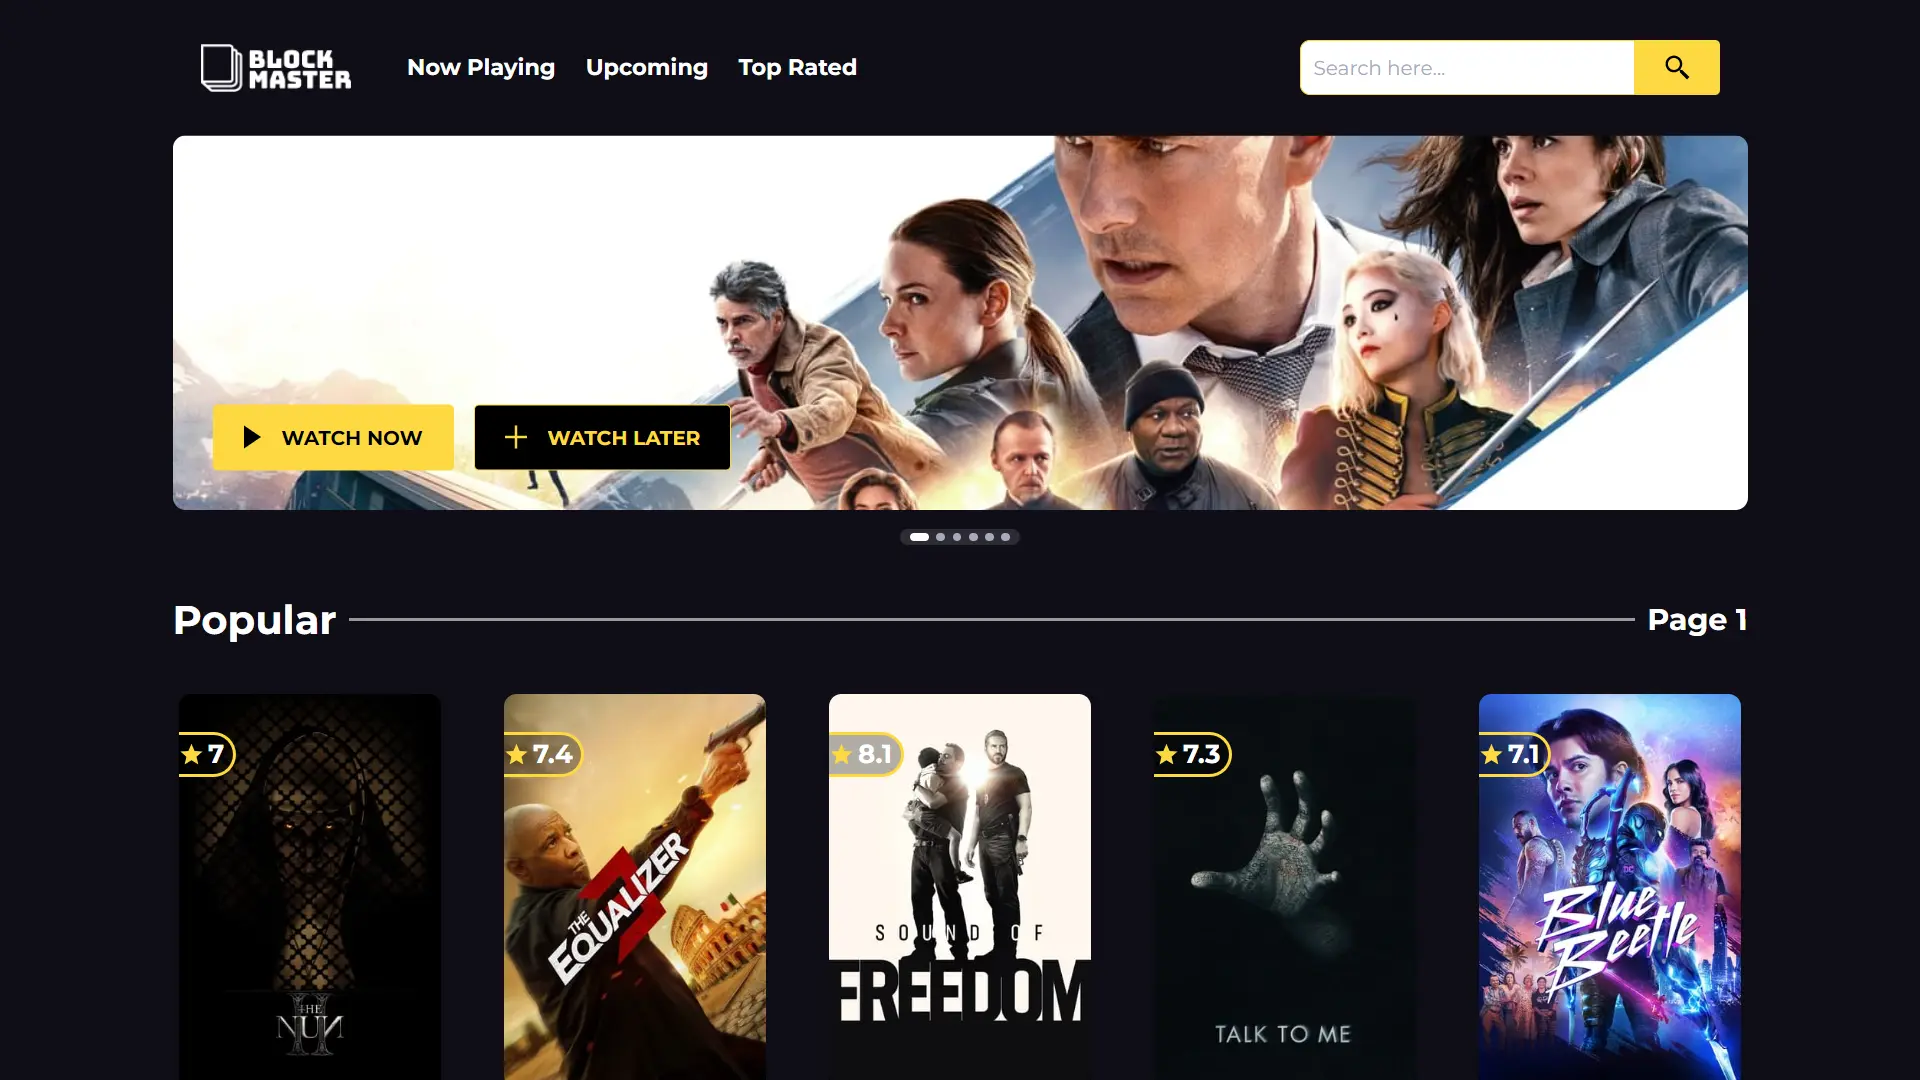 BLOCK
MASTER
Now Playing
Upcoming
Top Rated
Search here...
WATCH NOW
WATCH LATER
Popular
Page 1
7
7.4
8.1
7.3
7.1
THE
NUN
II
THE
EQUALIZER
3
SOUND OF
FREEDOM
TALK TO ME
DC
Blue
Beetle